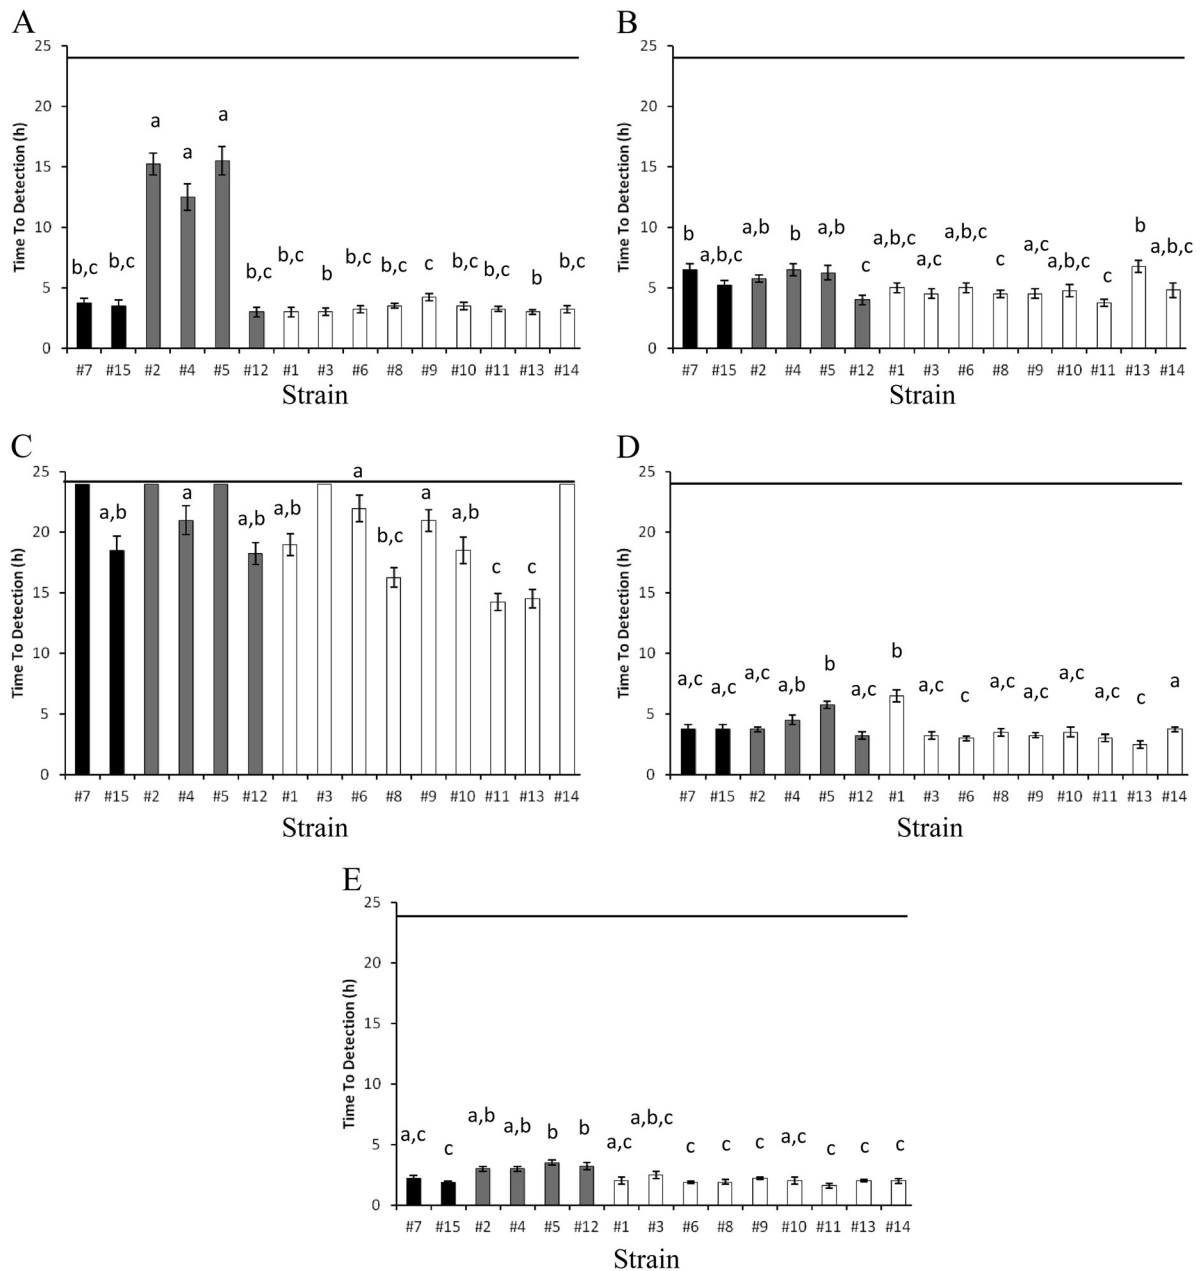 A
Time To Detection (h)
25
20
15
10
5
0
b,c b,c a a a b,c b,c b b,c b,c c b,c b,c b b,c
#7 #15 #2 #4 #5 #12 #1 #3 #6 #8 #9 #10 #11 #13 #14
Strain
B
Time To Detection (h)
25
20
15
10
5
0
b a,b,c a,b b a,b c a,b,c a,c a,b,c c a,c a,b,c c b a,b,c
#7 #15 #2 #4 #5 #12 #1 #3 #6 #8 #9 #10 #11 #13 #14
Strain
C
Time To Detection (h)
25
20
15
10
5
0
a,b a a,b a,b a b,c a a,b c c
#7 #15 #2 #4 #5 #12 #1 #3 #6 #8 #9 #10 #11 #13 #14
Strain
D
Time To Detection (h)
25
20
15
10
5
0
a,c a,c a,c a,b b a,c b a,c c a,c a,c a,c a,c c a
#7 #15 #2 #4 #5 #12 #1 #3 #6 #8 #9 #10 #11 #13 #14
Strain
E
Time To Detection (h)
25
20
15
10
5
0
a,c c a,b a,b b b a,c a,b,c c c c a,c c c c
#7 #15 #2 #4 #5 #12 #1 #3 #6 #8 #9 #10 #11 #13 #14
Strain